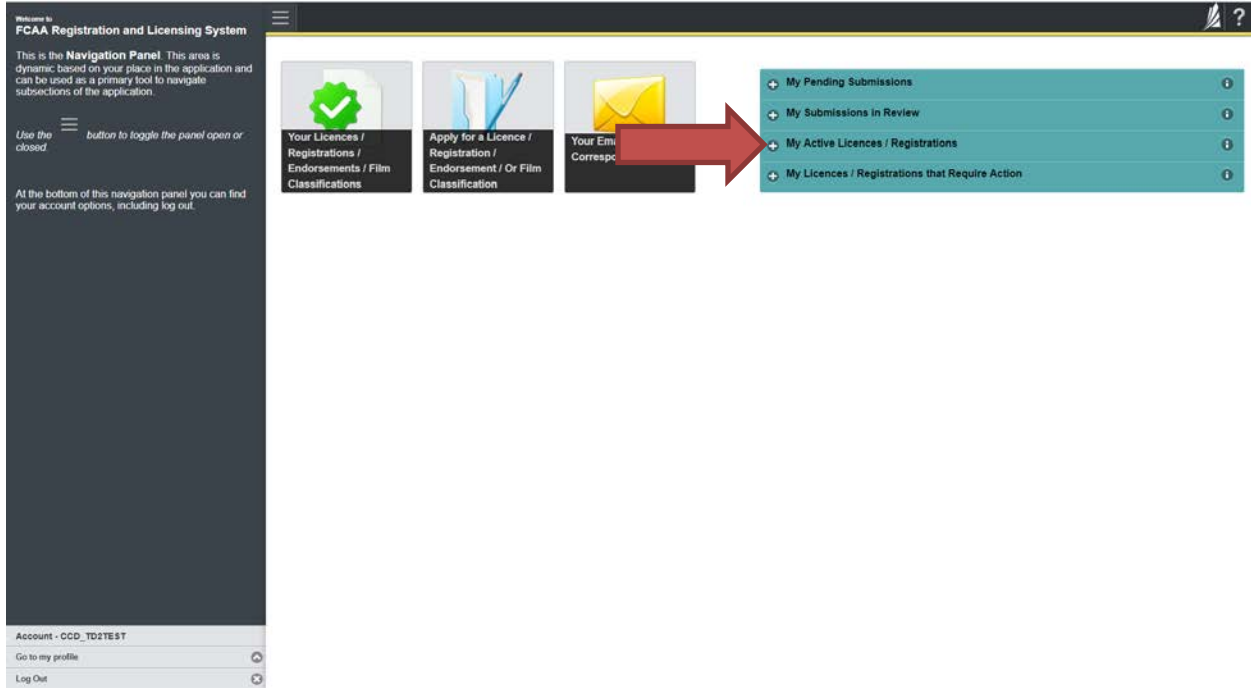 Welcome to
FCAA Registration and Licensing System
This is the Navigation Panel. This area is
dynamic based on your place in the application and
can be used as a primary tool to navigate
subsections of the application.
Use the button to toggle the panel open or
closed.
At the bottom of this navigation panel you can find
your account options, including log out.
Account - CCD_TD2TEST
Go to my profile
Log Out
?
Your Licences /
Registrations /
Endorsements / Film
Classifications
Apply for a Licence /
Registration /
Endorsement / Or Film
Classification
Your
My Pending Submissions
My Submissions in Review
My Active Licences / Registrations
My Licences / Registrations that Require Action